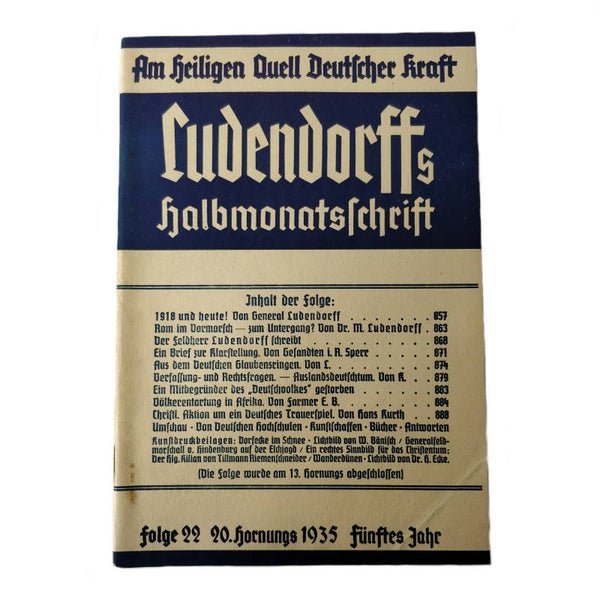 Am Heiligen Quell Deutscher Kraft
Ludendorffs
Halbmonatsschrift
Inhalt der Folge:
1918 und heute! Von General Ludendorff . . . . . . . . 857
Rom im Vormarsch — zum Untergang? Von Dr. M. Ludendorff . 863
Der Feldherr Ludendorff schreibt . . . . . . . . . . 868
Ein Brief zur Klarstellung. Von Gesandten i. R. Sperr . . . 871
Aus dem Deutschen Glaubensringen. Von L. . . . . . . . 874
Verfassung- und Rechtsfragen. — Auslandsdeutschtum. Von K. . . 879
Ein Mitbegründer des „Deutschvolkes" gestorben . . . . . 883
Völkerentartung in Afrika. Von Farmer E. B. . . . . . . 884
Christl. Aktion um ein Deutsches Trauerspiel. Von Hans Kurth . . 888
Umschau · Von Deutschen Hochschulen · Kunstschaffen · Bücher · Antworten
Kunstdruckbeilagen: Dorfecke im Schnee · Lichtbild von W. Bänisch / Generalfeld-
marschall v. Hindenburg auf der Elchjagd / Ein rechtes Sinnbild für das Christentum:
Der Hlg. Kilian von Tillmann Riemenschneider / Wanderdünen · Lichtbild von Dr. H. Ecke.
(Die Folge wurde am 13. Hornungs abgeschlossen)
Folge 22 20. Hornungs 1935 Fünftes Jahr